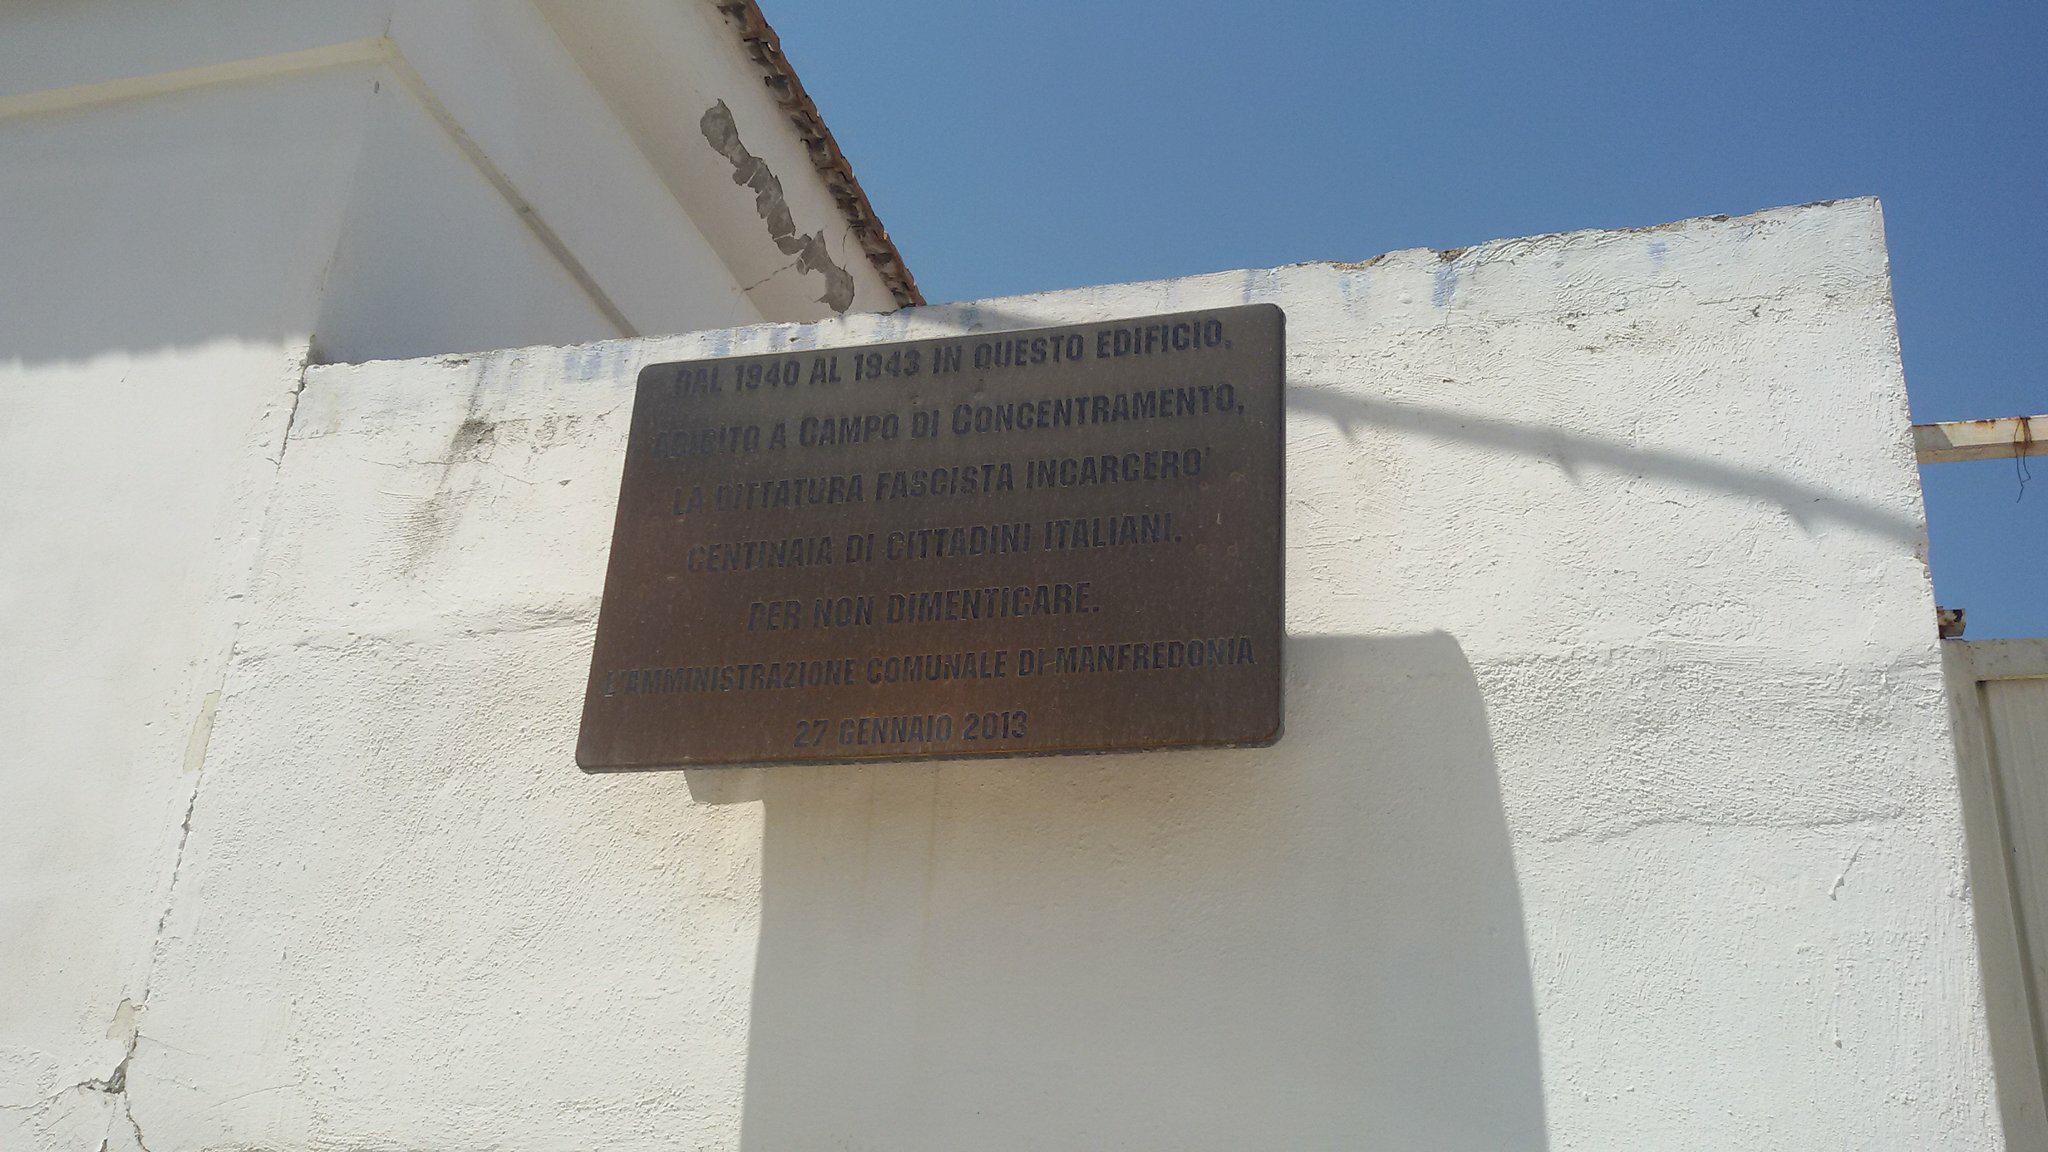 DAL 1940 AL 1943 IN QUESTO EDIFICIO,
ADIBITO A CAMPO DI CONCENTRAMENTO,
LA DITTATURA FASCISTA INCARCERO'
CENTINAIA DI CITTADINI ITALIANI.
PER NON DIMENTICARE.
L'AMMINISTRAZIONE COMUNALE DI MANFREDONIA
27 GENNAIO 2013